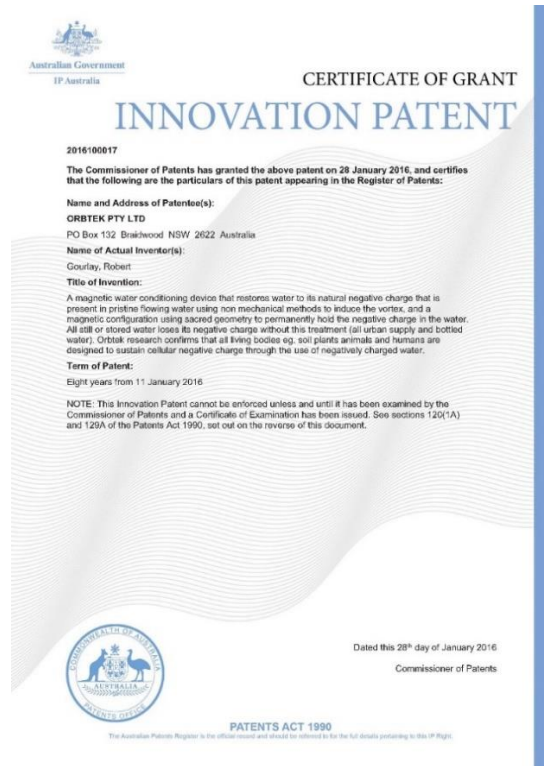 Australian Government
IP Australia
CERTIFICATE OF GRANT
INNOVATION PATENT
2016100017
The Commissioner of Patents has granted the above patent on 28 January 2016, and certifies
that the following are the particulars of this patent appearing in the Register of Patents:
Name and Address of Patentee(s):
ORBTEK PTY LTD
PO Box 132 Braidwood NSW 2622 Australia
Name of Actual Inventor(s):
Gourlay, Robert
Title of Invention:
A magnetic water conditioning device that restores water to its natural negative charge that is
present in pristine flowing water using non mechanical methods to induce the vortex, and a
magnetic configuration using sacred geometry to permanently hold the negative charge in the water.
All still or stored water loses its negative charge without this treatment (all urban supply and bottled
water). Orbtek research confirms that all living bodies eg. soil plants animals and humans are
designed to sustain cellular negative charge through the use of negatively charged water.
Term of Patent:
Eight years from 11 January 2016
NOTE: This Innovation Patent cannot be enforced unless and until it has been examined by the
Commissioner of Patents and a Certificate of Examination has been issued. See sections 120(1A)
and 129A of the Patents Act 1990, set out on the reverse of this document.
COMMONWEALTH OF AUSTRALIA
AUSTRALIA
PATENTS OFFICE
Dated this 28th day of January 2016
Commissioner of Patents
PATENTS ACT 1990
The Australian Patents Register is the official record and should be referred to for the full details pertaining to this IP Right.